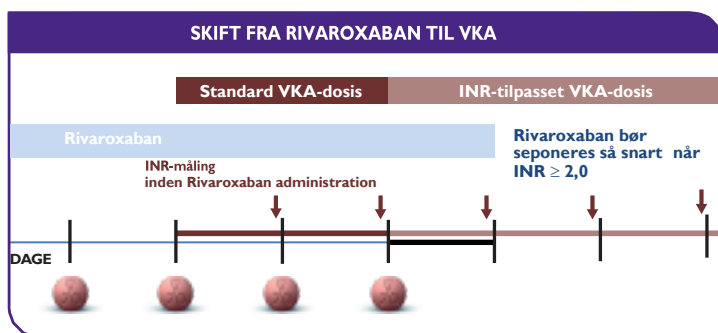 SKIFT FRA RIVAROXABAN TIL VKA
Standard VKA-dosis
INR-tilpasset VKA-dosis
Rivaroxaban
Rivaroxaban bør
seponeres så snart når
INR ≥ 2,0
INR-måling
inden Rivaroxaban administration
DAGE